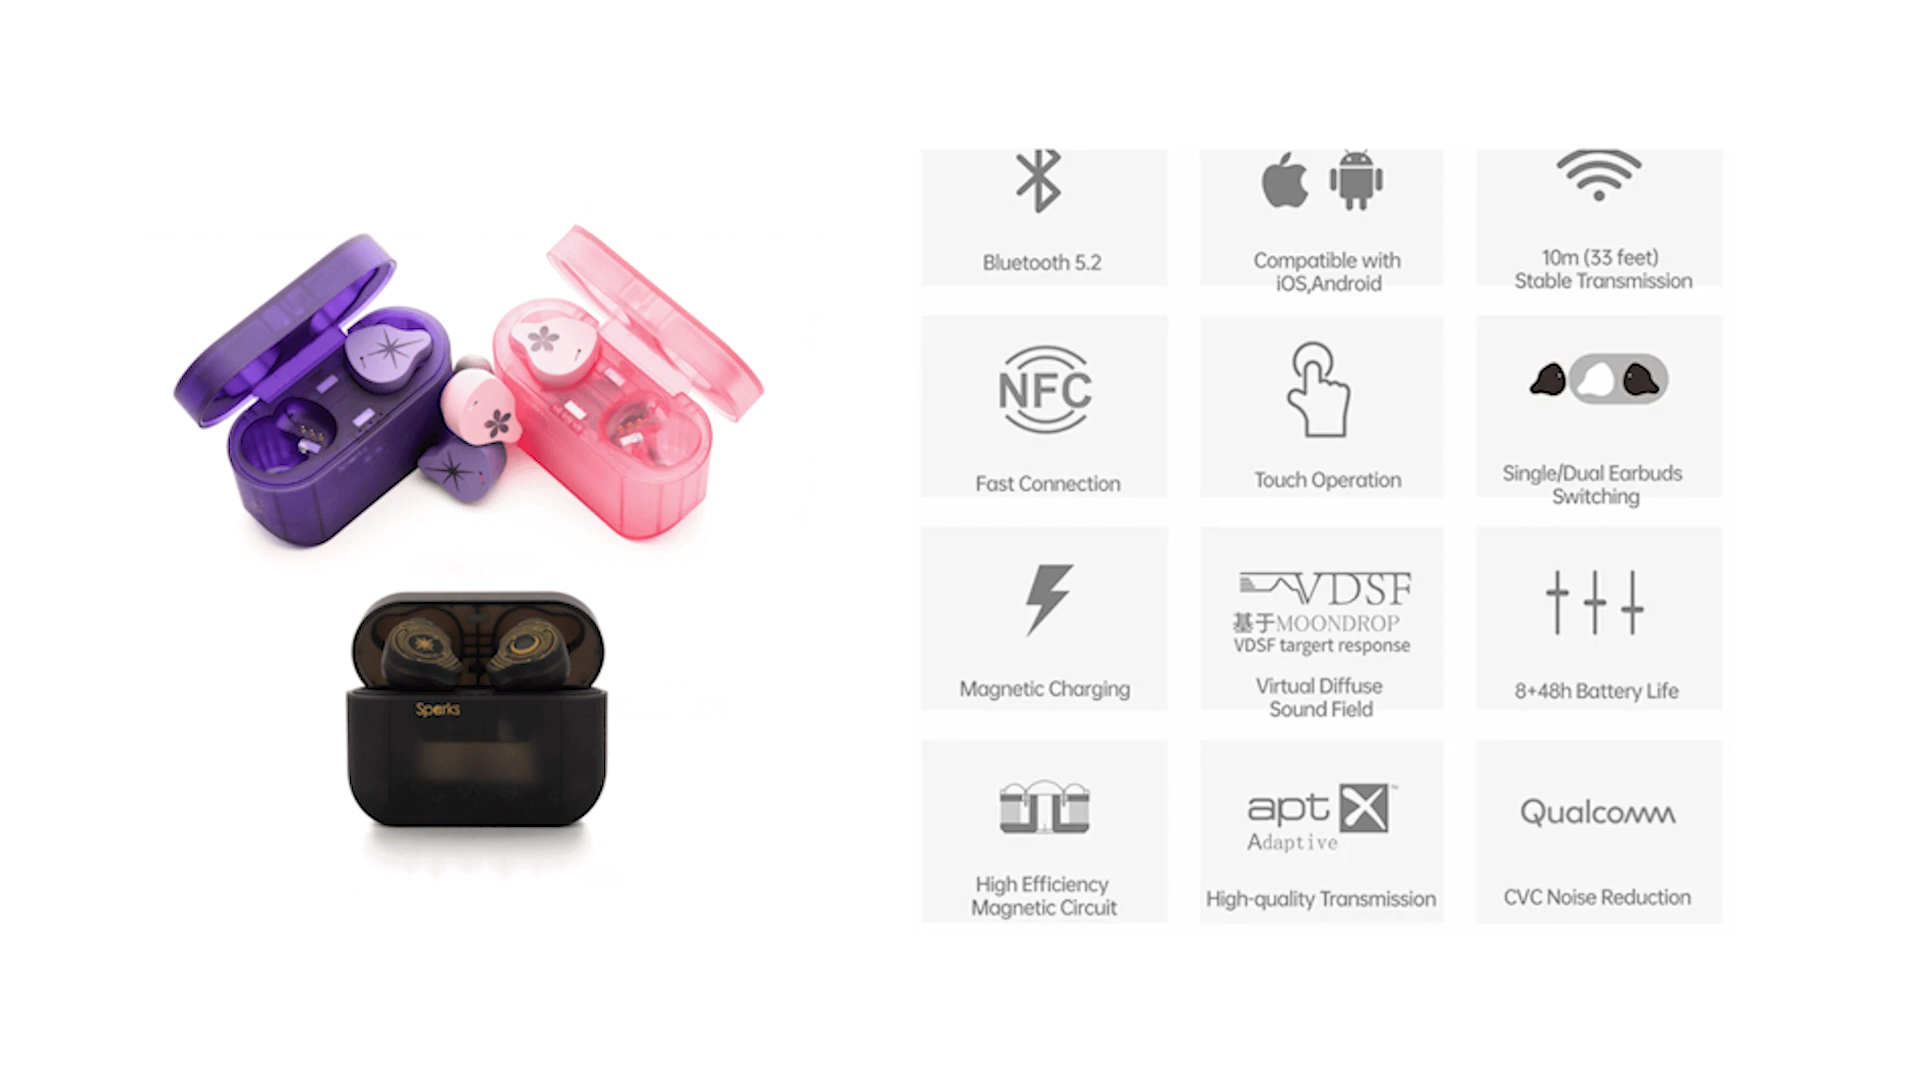 Sparks
Bluetooth 5.2
Compatible with
iOS,Android
10m (33 feet)
Stable Transmission
NFC
Fast Connection
Touch Operation
Single/Dual Earbuds
Switching
Magnetic Charging
VDSF
基于MOONDROP
VDSF targert response
Virtual Diffuse
Sound Field
8+48h Battery Life
High Efficiency
Magnetic Circuit
aptX™
Adaptive
High-quality Transmission
Qualcomm
CVC Noise Reduction